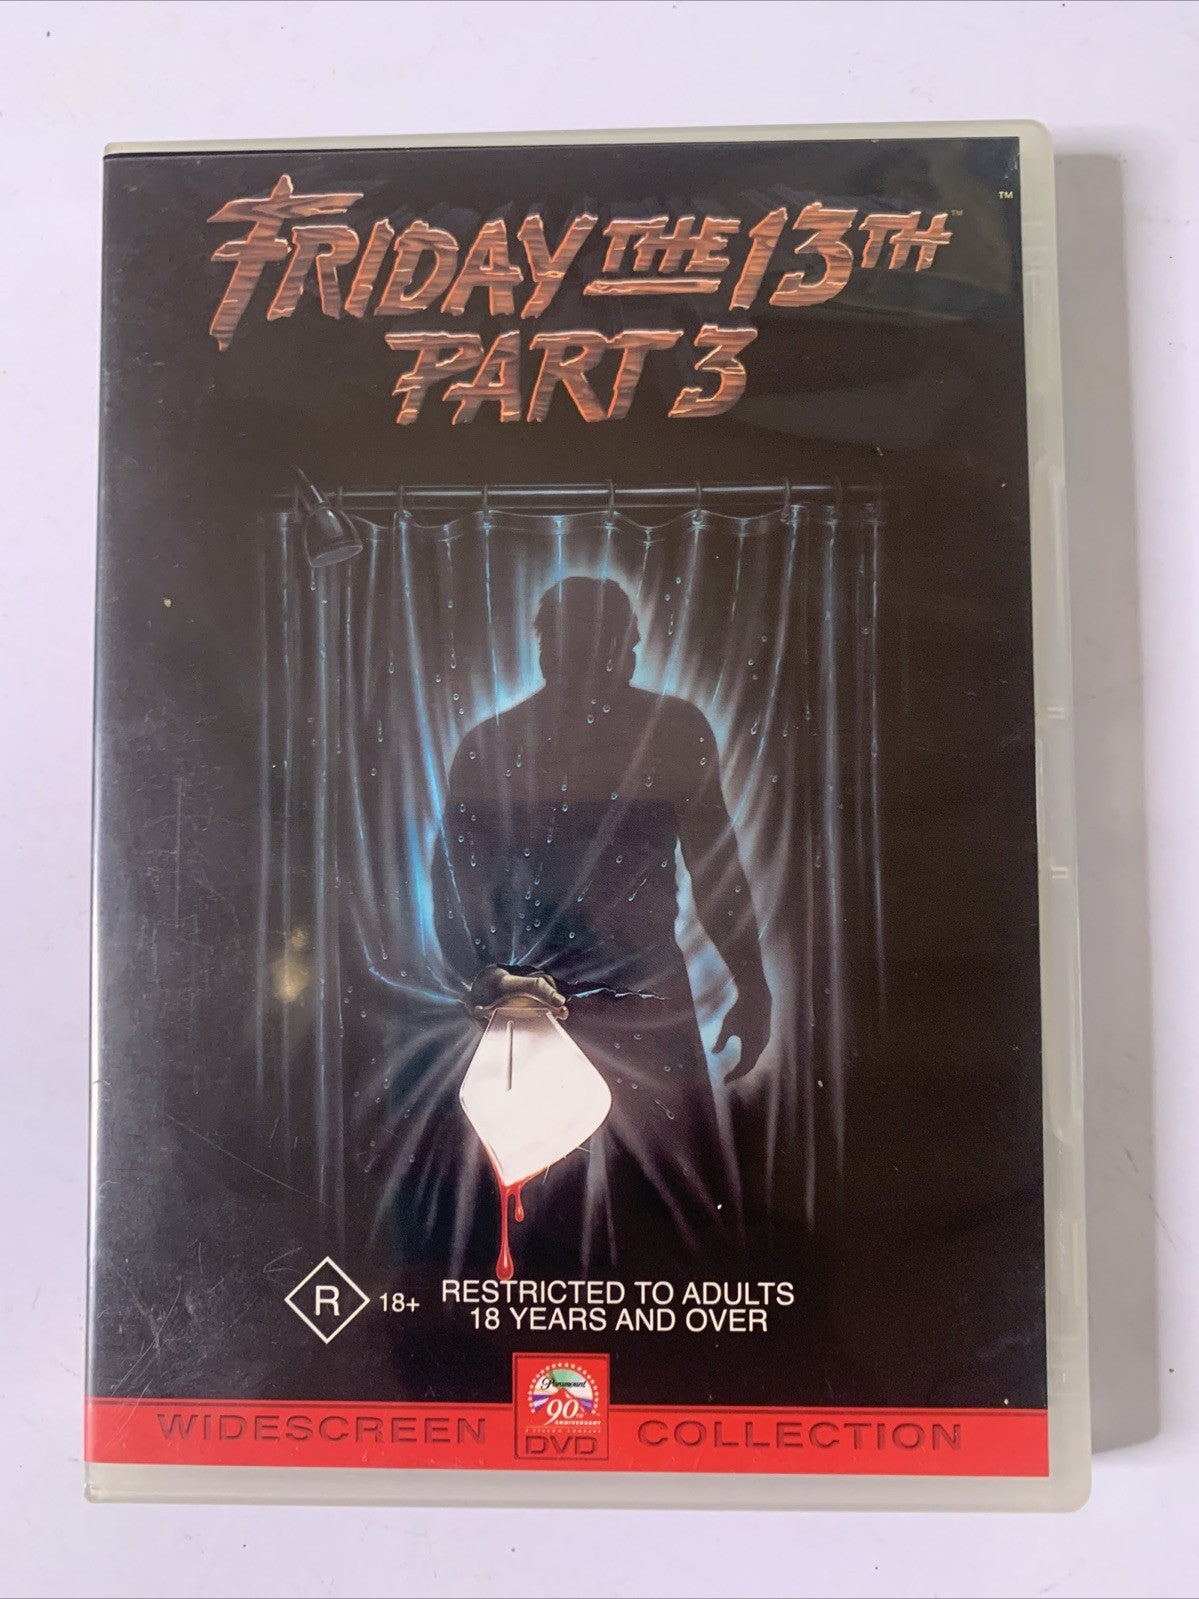 FRIDAY THE 13TH™
PART 3
™
R 18+ RESTRICTED TO ADULTS
18 YEARS AND OVER
WIDESCREEN COLLECTION
Paramount
90TH
ANNIVERSARY
DVD